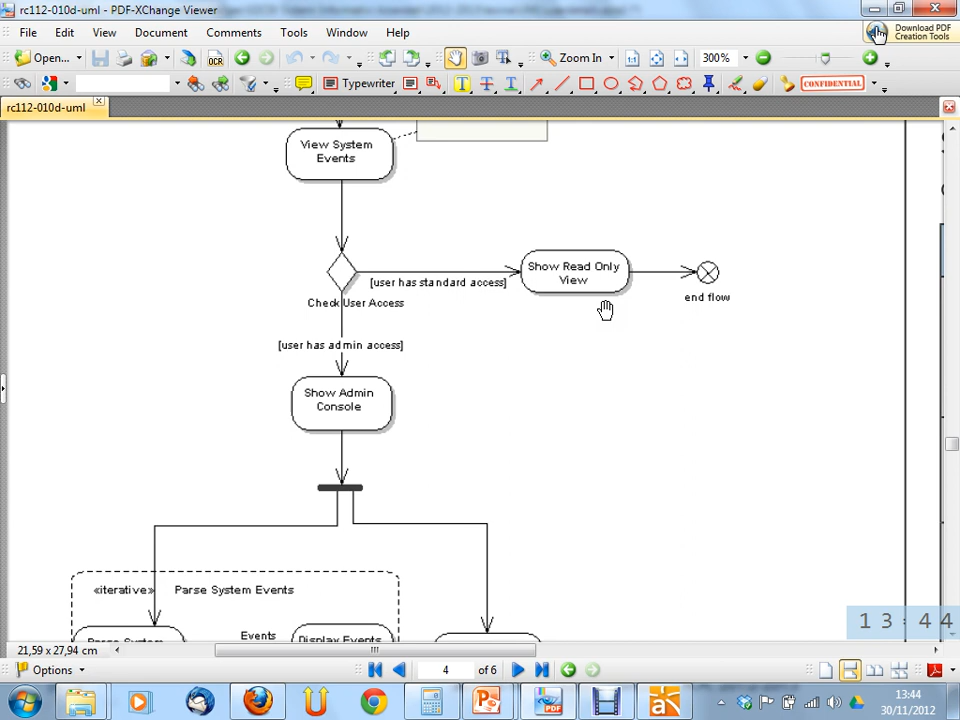 rc112-010d-uml - PDF-XChange Viewer
File Edit View Document Comments Tools Window Help
Download PDF
Creation Tools
Open... OCR Zoom In 300%
Typewriter CONFIDENTIAL
rc112-010d-uml
View System
Events
[user has standard access]
Show Read Only
View
end flow
Check User Access
[user has admin access]
Show Admin
Console
«iterative» Parse System Events
Parse System
Events
Display Events
13:44
21,59 x 27,94 cm
Options 4 of 6
13:44
30/11/2012